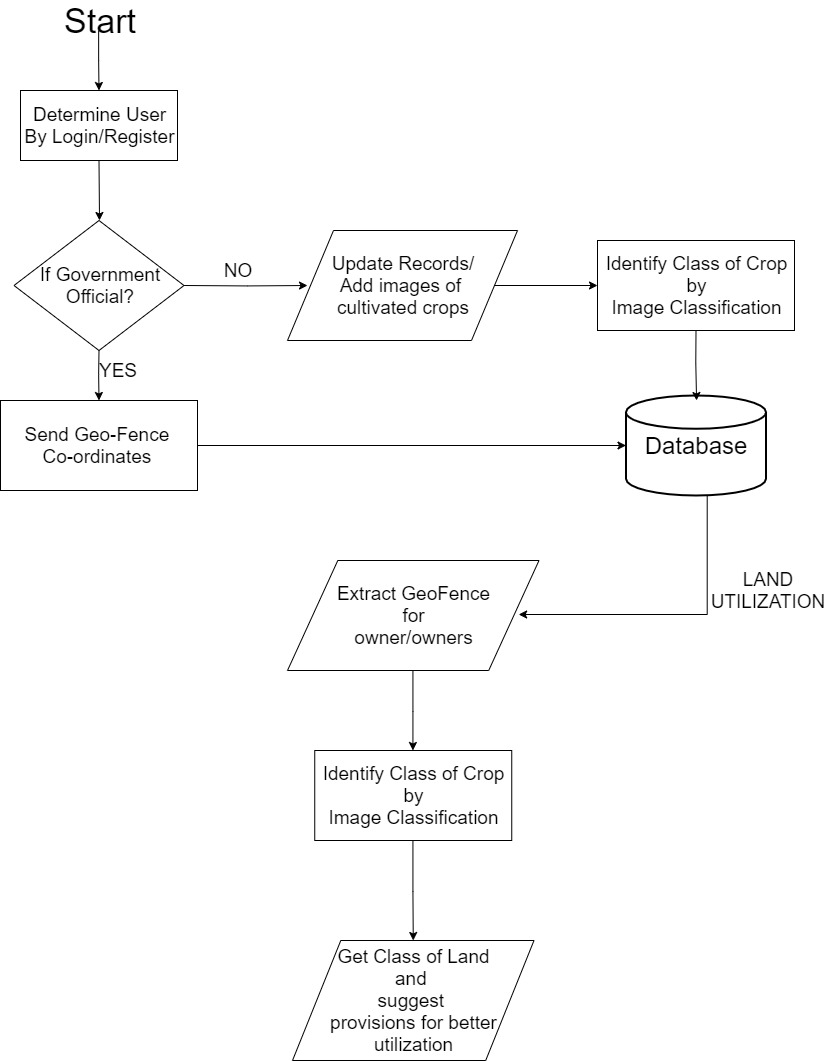 Start
Determine User
By Login/Register
If Government
Official?
NO
Update Records/
Add images of
cultivated crops
Identify Class of Crop
by
Image Classification
YES
Send Geo-Fence
Co-ordinates
Database
LAND
UTILIZATION
Extract GeoFence
for
owner/owners
Identify Class of Crop
by
Image Classification
Get Class of Land
and
suggest
provisions for better
utilization